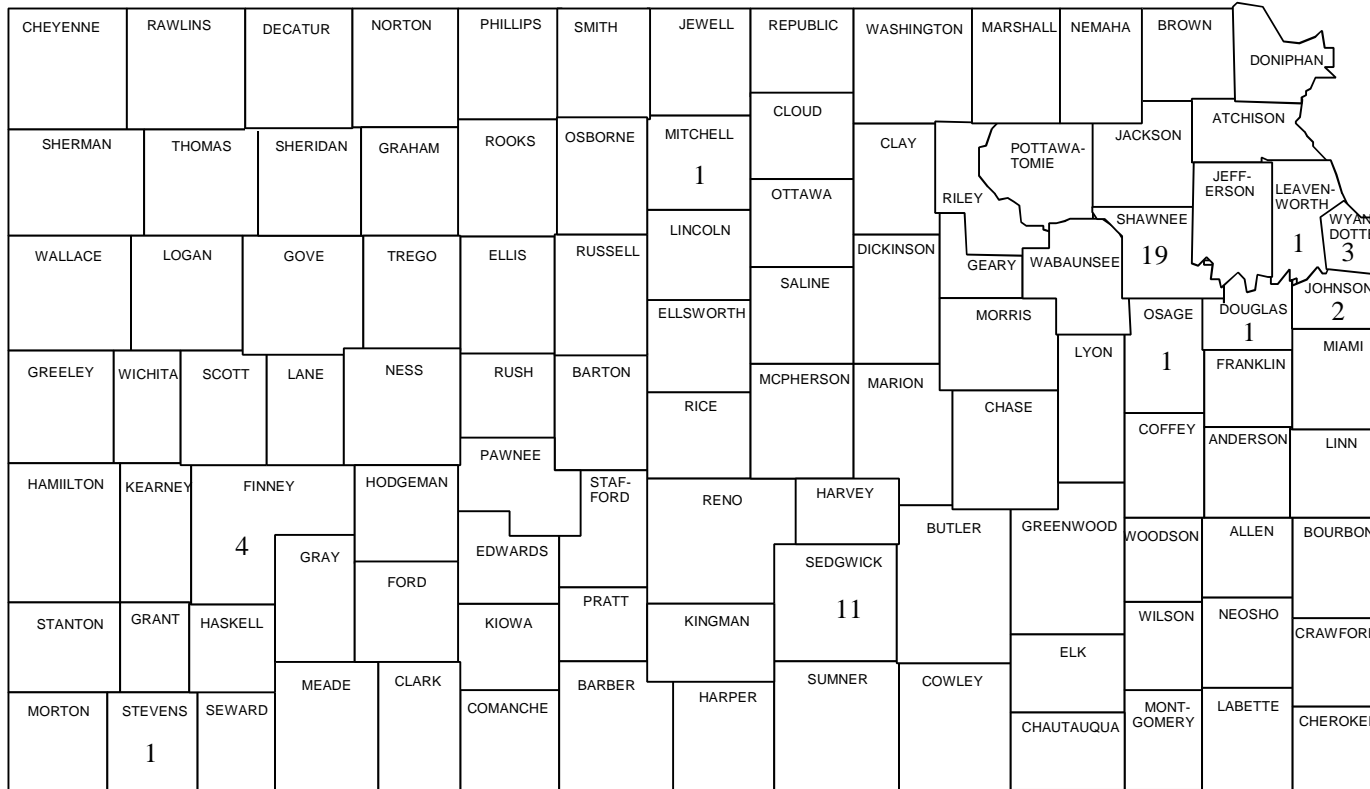 CHEYENNE
RAWLINS
DECATUR
NORTON
PHILLIPS
SMITH
JEWELL
REPUBLIC
WASHINGTON
MARSHALL
NEMAHA
BROWN
DONIPHAN
SHERMAN
THOMAS
SHERIDAN
GRAHAM
ROOKS
OSBORNE
MITCHELL
1
CLOUD
CLAY
RILEY
POTTAWA-
TOMIE
JACKSON
ATCHISON
JEFF-
ERSON
LEAVEN-
WORTH
1
WYAN
DOTTE
3
OTTAWA
LINCOLN
SHAWNEE
19
WALLACE
LOGAN
GOVE
TREGO
ELLIS
RUSSELL
SALINE
DICKINSON
GEARY
WABAUNSEE
JOHNSON
2
DOUGLAS
1
ELLSWORTH
MORRIS
OSAGE
1
LYON
MIAMI
FRANKLIN
GREELEY
WICHITA
SCOTT
LANE
NESS
RUSH
BARTON
RICE
MCPHERSON
MARION
CHASE
COFFEY
ANDERSON
LINN
PAWNEE
HAMIILTON
KEARNEY
FINNEY
4
HODGEMAN
STAF-
FORD
RENO
HARVEY
BUTLER
GREENWOOD
WOODSON
ALLEN
BOURBON
GRAY
EDWARDS
FORD
SEDGWICK
11
PRATT
STANTON
GRANT
HASKELL
KIOWA
KINGMAN
WILSON
NEOSHO
CRAWFORD
ELK
MEADE
CLARK
BARBER
SUMNER
COWLEY
MORTON
STEVENS
1
SEWARD
COMANCHE
HARPER
CHAUTAUQUA
MONT-
GOMERY
LABETTE
CHEROKEE